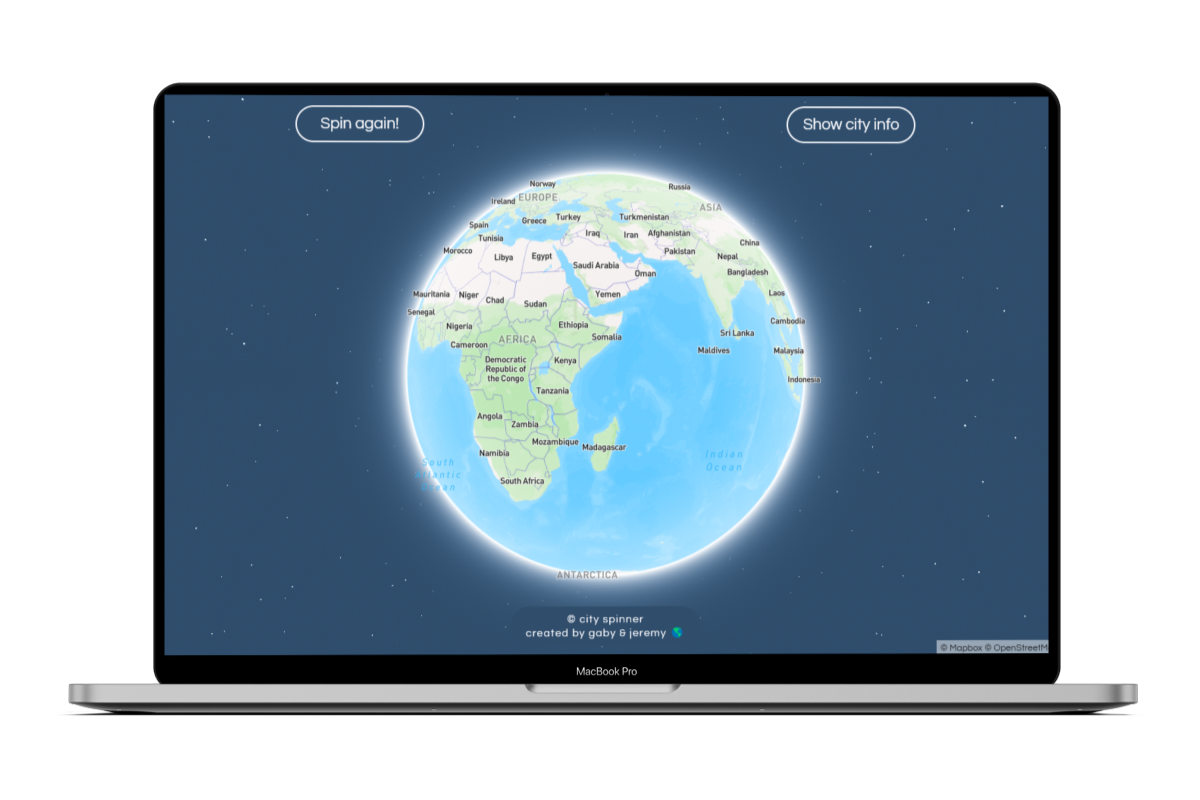 Spin again!
Show city info
Norway
Russia
EUROPE
Ireland
ASIA
Spain
Greece
Turkey
Turkmenistan
Tunisia
Iraq
Iran
Afghanistan
China
Morocco
Libya
Egypt
Pakistan
Nepal
Saudi Arabia
Oman
Bangladesh
Mauritania
Niger
Chad
Sudan
Yemen
Laos
Senegal
Nigeria
Ethiopia
Cambodia
Cameroon
AFRICA
Somalia
Sri Lanka
Democratic
Republic of
the Congo
Kenya
Maldives
Malaysia
Tanzania
Indonesia
Angola
Zambia
Mozambique
Madagascar
Namibia
Indian
Ocean
South
Atlantic
Ocean
South Africa
ANTARCTICA
© city spinner
created by gaby & jeremy
© Mapbox © OpenStreetM
MacBook Pro